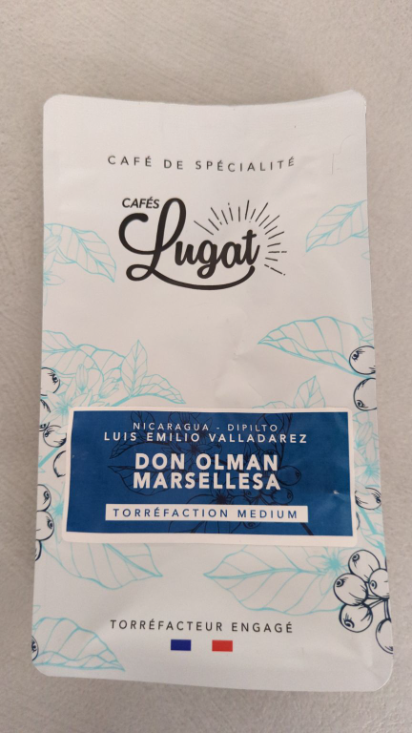 CAFÉ DE SPÉCIALITÉ
CAFÉS
Lugat
NICARAGUA - DIPILTO
LUIS EMILIO VALLADAREZ
DON OLMAN
MARSELLESA
TORRÉFACTION MEDIUM
TORRÉFACTEUR ENGAGÉ